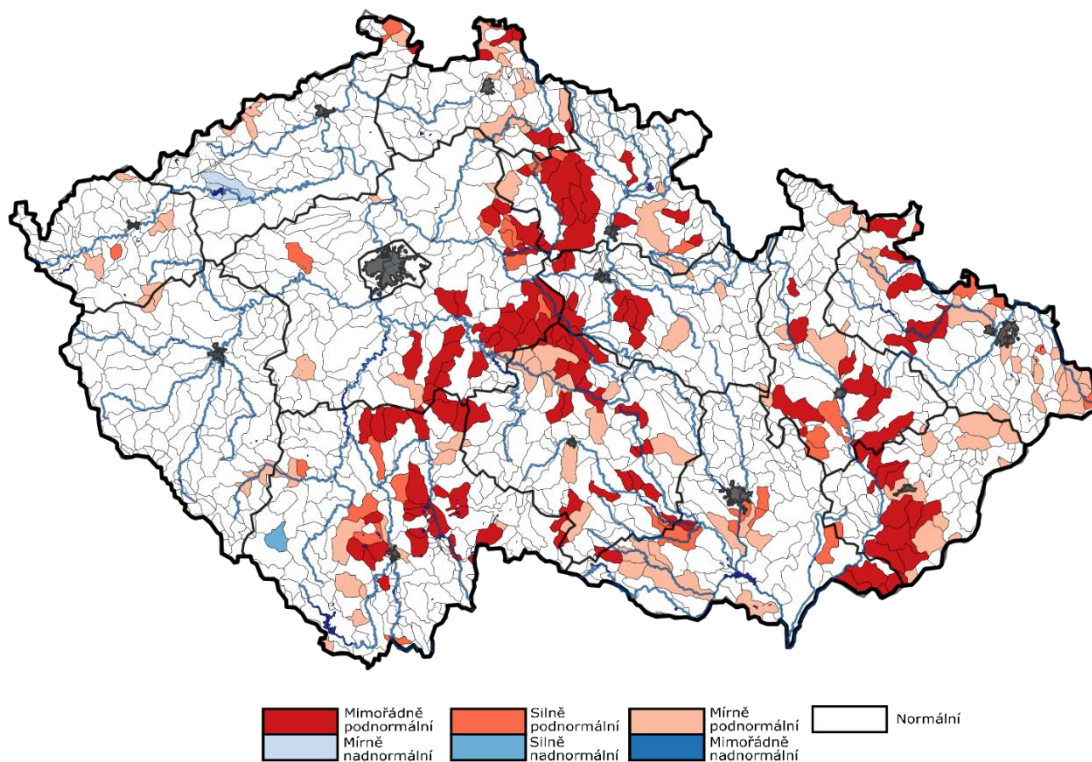 Mimořádně
podnormální
Silně
podnormální
Mírně
podnormální
Normální
Mírně
nadnormální
Silně
nadnormální
Mimořádně
nadnormální